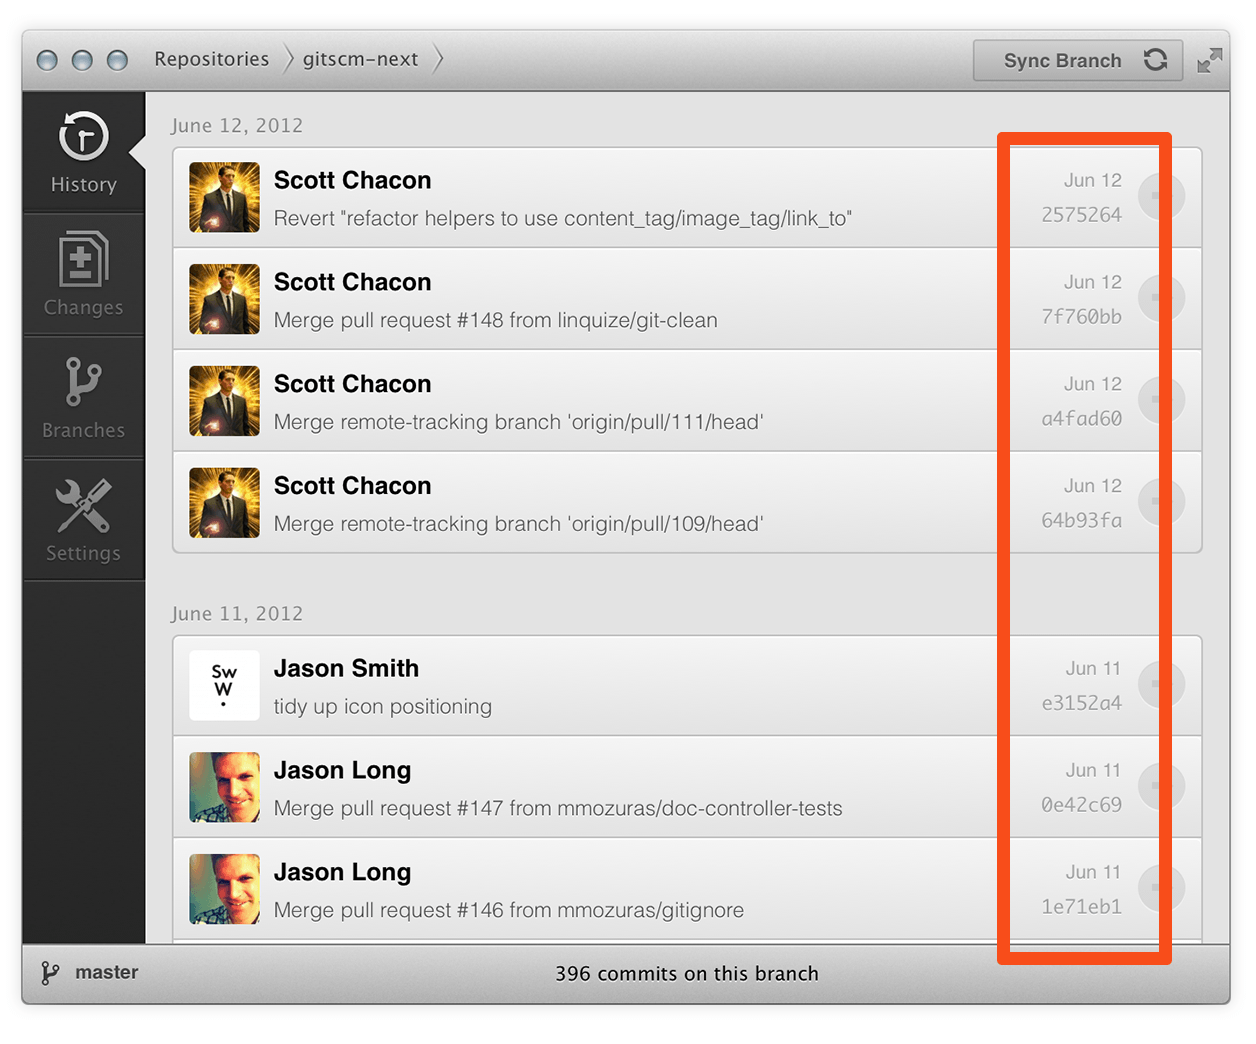 Repositories gitscm-next Sync Branch
History
Changes
Branches
Settings
June 12, 2012
Scott Chacon Jun 12
Revert "refactor helpers to use content_tag/image_tag/link_to" 2575264
Scott Chacon Jun 12
Merge pull request #148 from linquize/git-clean 7f760bb
Scott Chacon Jun 12
Merge remote-tracking branch 'origin/pull/111/head' a4fad60
Scott Chacon Jun 12
Merge remote-tracking branch 'origin/pull/109/head' 64b93fa
June 11, 2012
SW
W
.
Jason Smith Jun 11
tidy up icon positioning e3152a4
Jason Long Jun 11
Merge pull request #147 from mmozuras/doc-controller-tests 0e42c69
Jason Long Jun 11
Merge pull request #146 from mmozuras/gitignore 1e71eb1
master 396 commits on this branch